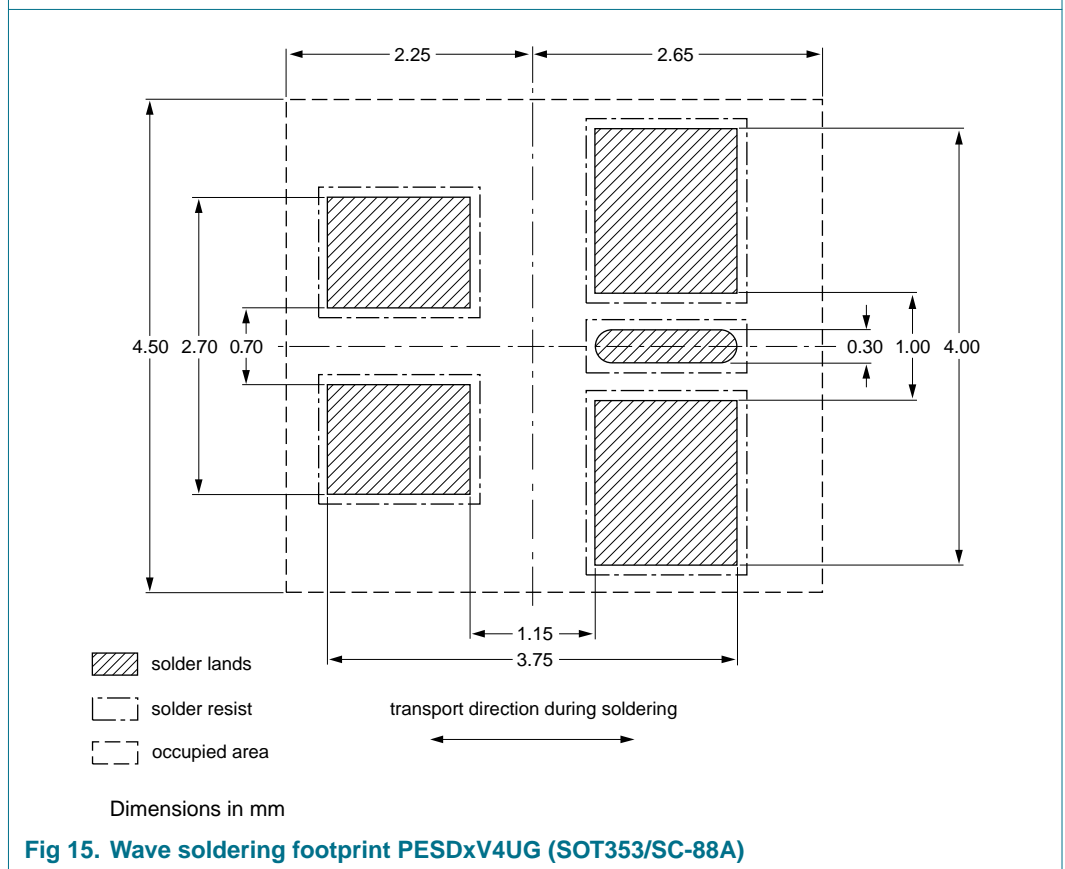 2.25 2.65
4.50 2.70 0.70 0.30 1.00 4.00
1.15
3.75
solder lands
solder resist
transport direction during soldering
occupied area
Dimensions in mm
Fig 15. Wave soldering footprint PESDxV4UG (SOT353/SC-88A)